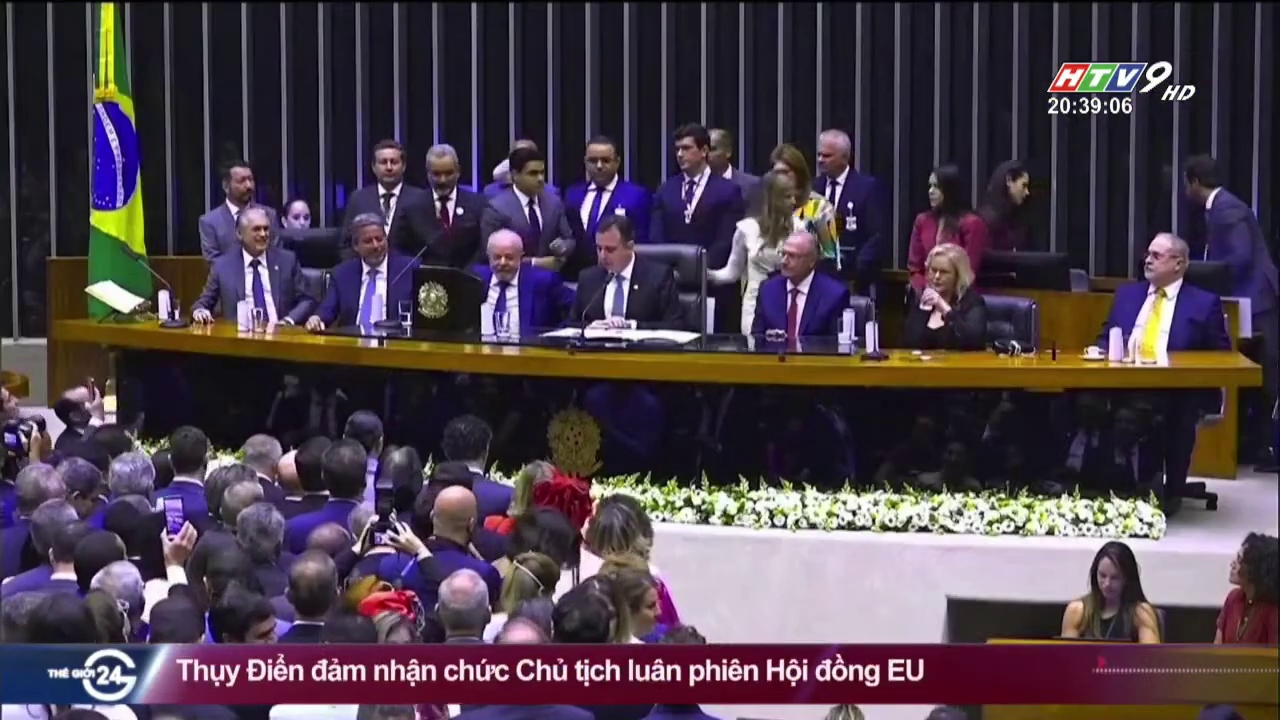 HTV9 HD
20:39:06
THẾ GIỚI 24G
Thụy Điển đảm nhận chức Chủ tịch luân phiên Hội đồng EU